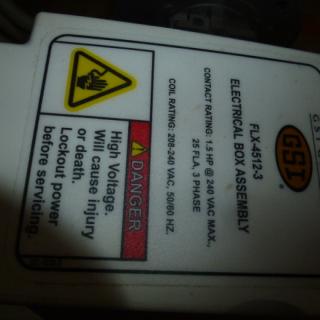 GSI
FLX-4512-3
ELECTRICAL BOX ASSEMBLY
CONTACT RATING: 1.5 HP @ 240 VAC MAX.,
25 FLA, 3 PHASE
COIL RATING: 208-240 VAC, 50/60 HZ.
DANGER
High Voltage.
Will cause injury
or death.
Lockout power
before servicing.